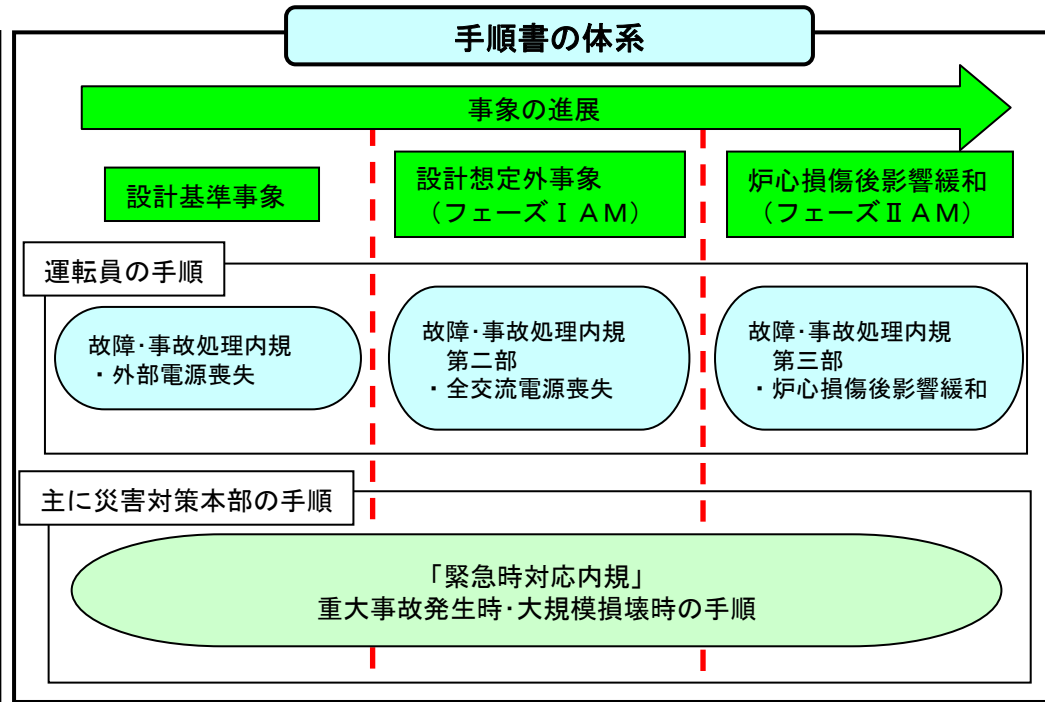 手順書の体系
事象の進展
設計基準事象
設計想定外事象
（フェーズⅠＡＭ）
炉心損傷後影響緩和
（フェーズⅡＡＭ）
運転員の手順
故障・事故処理内規
・外部電源喪失
故障・事故処理内規
第二部
・全交流電源喪失
故障・事故処理内規
第三部
・炉心損傷後影響緩和
主に災害対策本部の手順
「緊急時対応内規」
重大事故発生時・大規模損壊時の手順